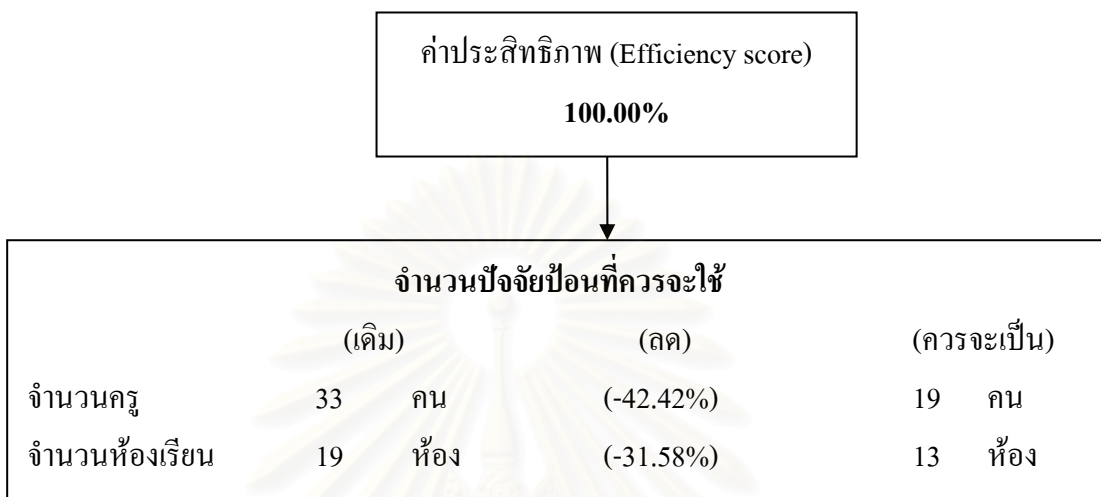 ค่าประสิทธิภาพ (Efficiency score)
100.00%
จำนวนปัจจัยป้อนที่ควรจะใช้
(เดิม) (ลด) (ควรจะเป็น)
จำนวนครู 33 คน (-42.42%) 19 คน
จำนวนห้องเรียน 19 ห้อง (-31.58%) 13 ห้อง